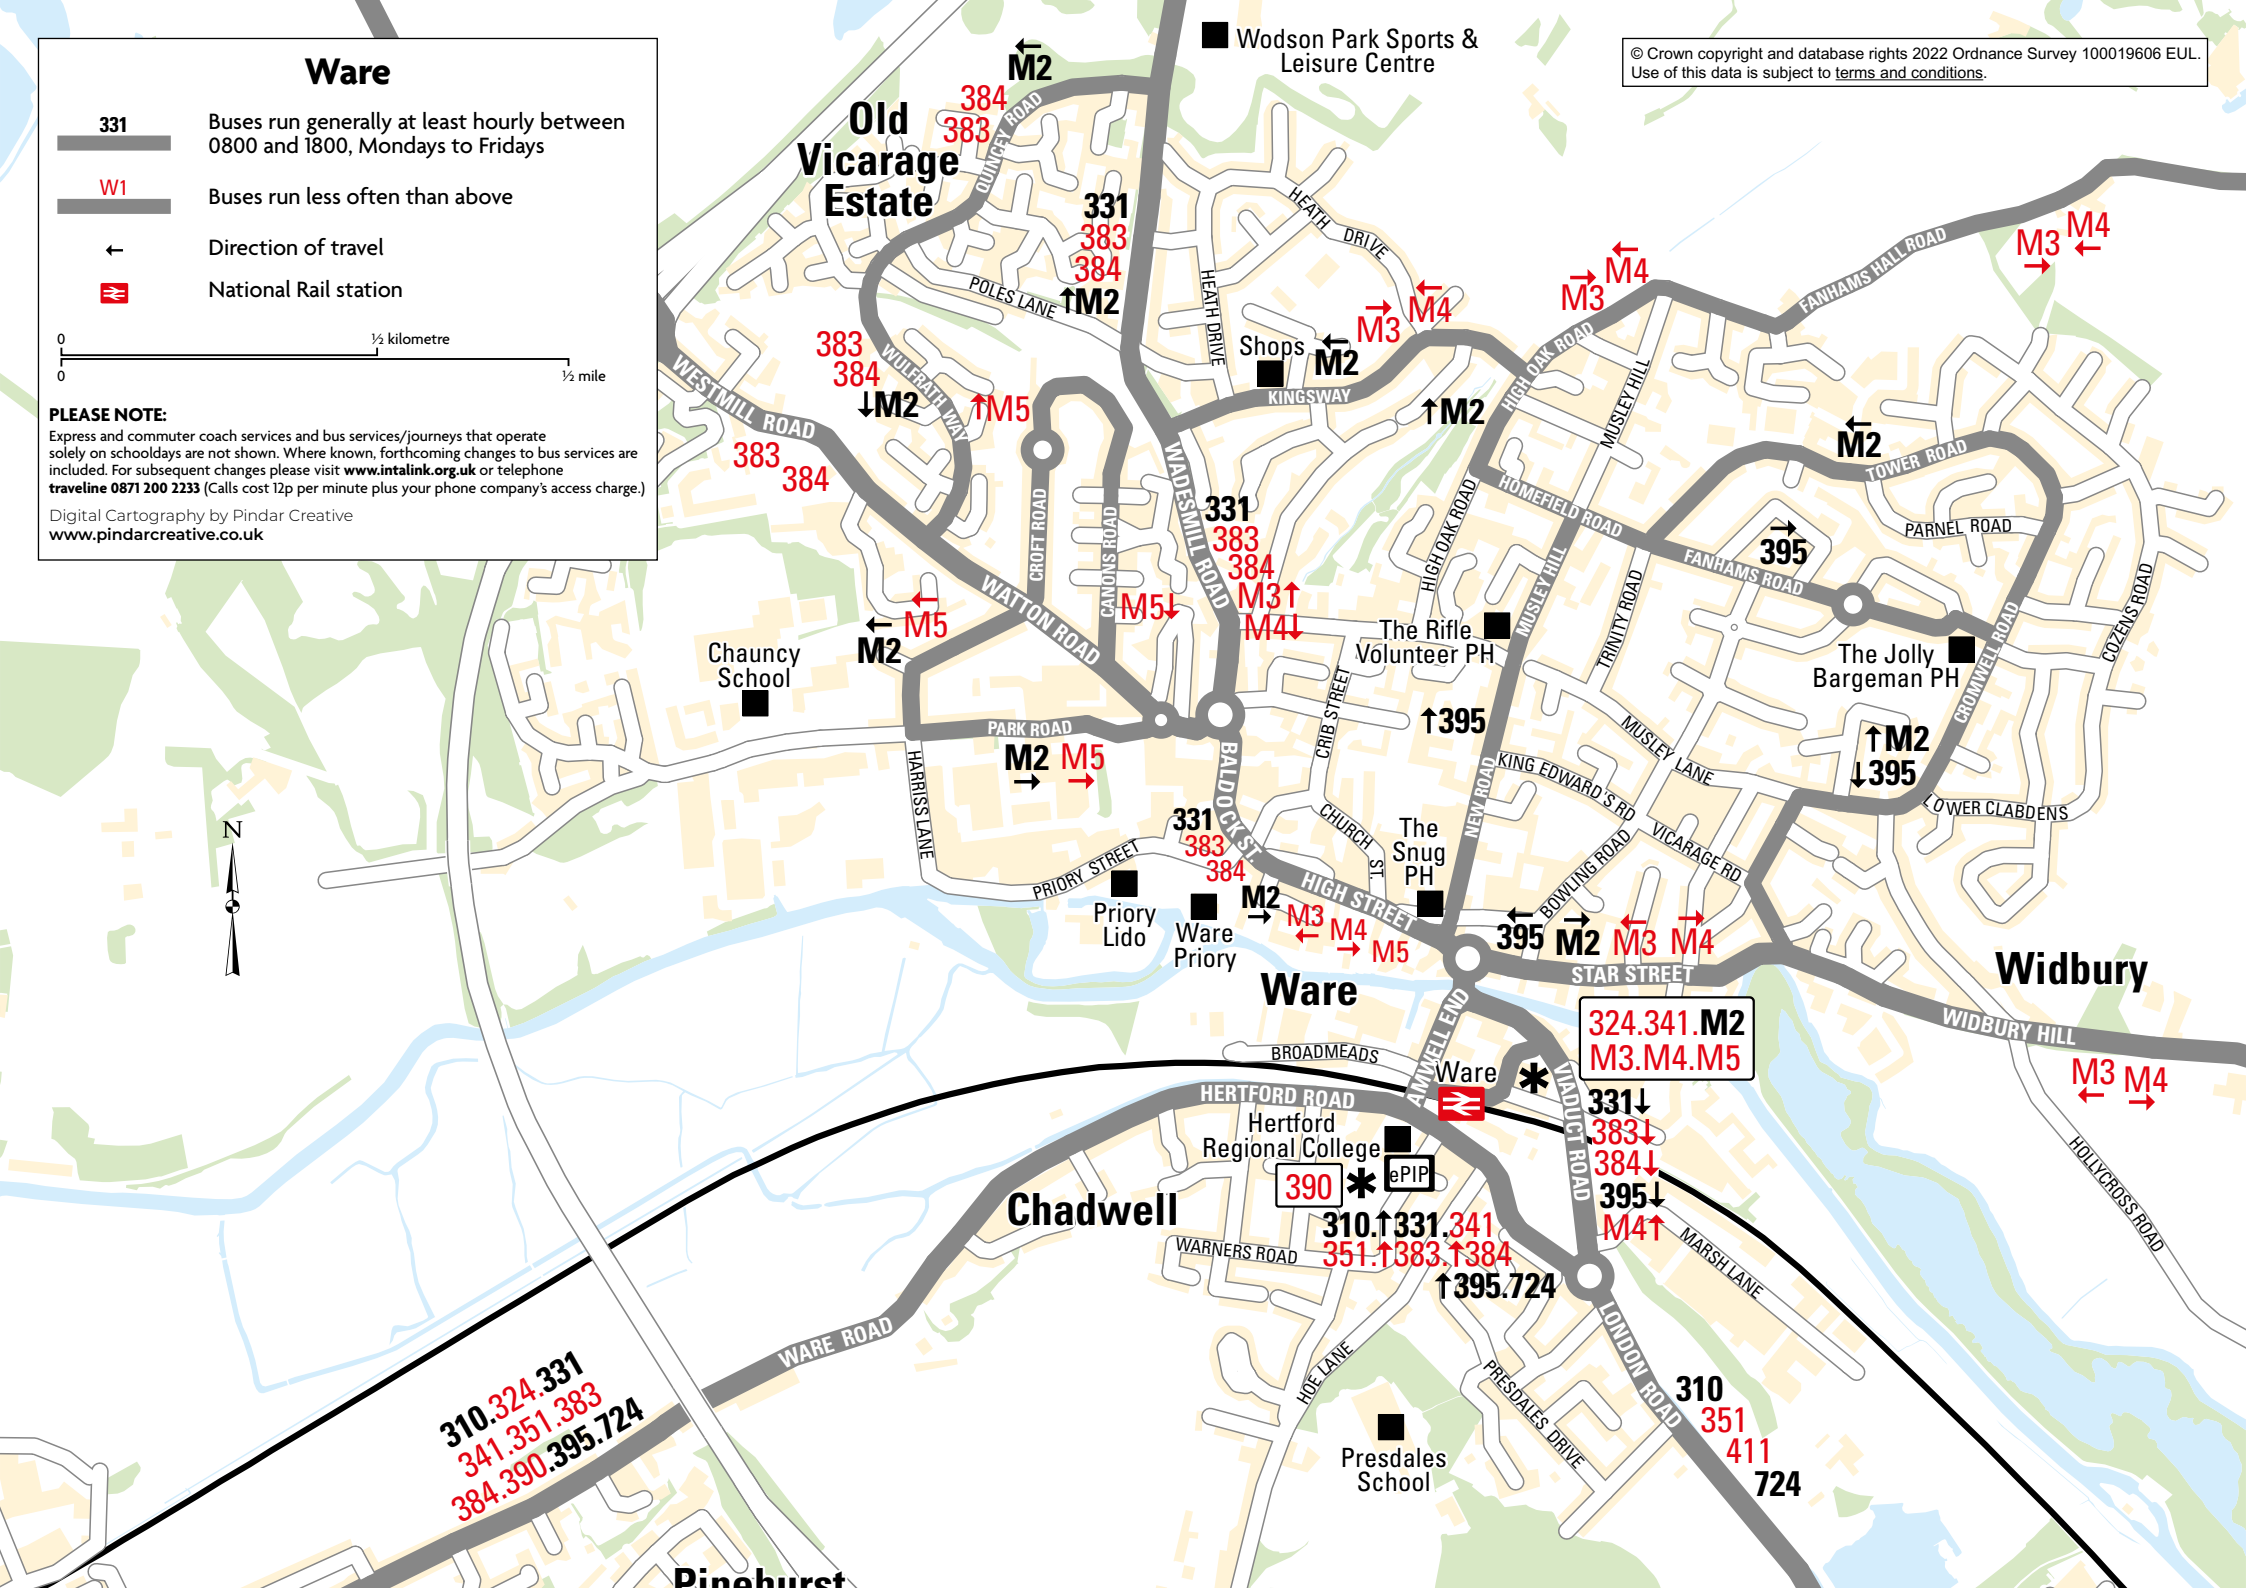 Ware
331
Buses run generally at least hourly between
0800 and 1800, Mondays to Fridays
W1
Buses run less often than above
←
Direction of travel
National Rail station
0
½ kilometre
0
½ mile
PLEASE NOTE:
Express and commuter coach services and bus services/journeys that operate
solely on schooldays are not shown. Where known, forthcoming changes to bus services are
included. For subsequent changes please visit www.intalink.org.uk or telephone
traveline 0871 200 2233 (Calls cost 12p per minute plus your phone company's access charge.)
Digital Cartography by Pindar Creative
www.pindarcreative.co.uk
© Crown copyright and database rights 2022 Ordnance Survey 100019606 EUL.
Use of this data is subject to terms and conditions.
Wodson Park Sports &
Leisure Centre
←
M2
384
383
QUINCEY ROAD
Old
Vicarage
Estate
331
383
384
↑M2
POLES LANE
HEATH DRIVE
HEATH DRIVE
Shops
←
M2
→
M3
←
M4
KINGSWAY
→
M3
←
M4
HIGH OAK ROAD
MUSLEY HILL
FANHAMS HALL ROAD
M3
→
M4
←
383
384
↓M2
WULFRATH WAY
↑M5
WESTMILL ROAD
383
384
CROFT ROAD
CANONS ROAD
WADESMILL ROAD
331
383
384
M3↑
M4↓
M5↓
↑M2
HIGH OAK ROAD
HOMEFIELD ROAD
←
M2
TOWER ROAD
PARNEL ROAD
→
395
FANHAMS ROAD
TRINITY ROAD
MUSLEY HILL
COZENS ROAD
CROMWELL ROAD
The Jolly
Bargeman PH
↑M2
↓395
LOWER CLABDENS
The Rifle
Volunteer PH
WATTON ROAD
←
M5
←
M2
Chauncy
School
PARK ROAD
M2
→
M5
→
HARRISS LANE
BALDOCK ST.
CRIB STREET
↑395
NEW ROAD
KING EDWARD'S RD
MUSLEY LANE
VICARAGE RD
BOWLING ROAD
CHURCH ST.
The
Snug
PH
N
PRIORY STREET
331
383
384
M2
→
M3
←
M4
→
M5
HIGH STREET
Priory
Lido
Ware
Priory
←
395
→
M2
←
M3
→
M4
STAR STREET
Ware
Widbury
WIDBURY HILL
M3
←
M4
→
324.341.M2
M3.M4.M5
AMWELL END
BROADMEADS
Ware
*
VIADUCT ROAD
331↓
383↓
384↓
395↓
M4↑
HERTFORD ROAD
Hertford
Regional College
390
*
ePIP
310.↑331.341
351.↑383.↑384
↑395.724
Chadwell
WARNERS ROAD
MARSH LANE
HOLLYCROSS ROAD
WARE ROAD
HOE LANE
PRESDALES DRIVE
LONDON ROAD
310
351
411
724
Presdales
School
310.324.331
341.351.383
384.390.395.724
Pinehurst